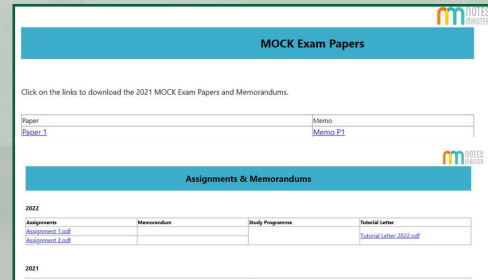 NOTES
MASTER
MOCK Exam Papers
Click on the links to download the 2021 MOCK Exam Papers and Memorandums.
Paper Memo
Paper 1 Memo P1
NOTES
MASTER
Assignments & Memorandums
2022
Assignments Memorandum Study Programme Tutorial Letter
Assignment 1.pdf
Tutorial Letter 2022.pdf
Assignment 2.pdf
2021